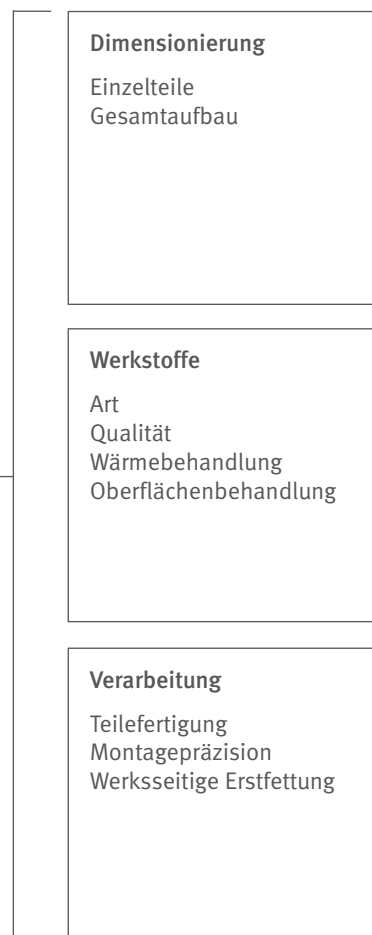 Dimensionierung
Einzelteile
Gesamtaufbau
Werkstoffe
Art
Qualität
Wärmebehandlung
Oberflächenbehandlung
Verarbeitung
Teilefertigung
Montagepräzision
Werksseitige Erstfettung